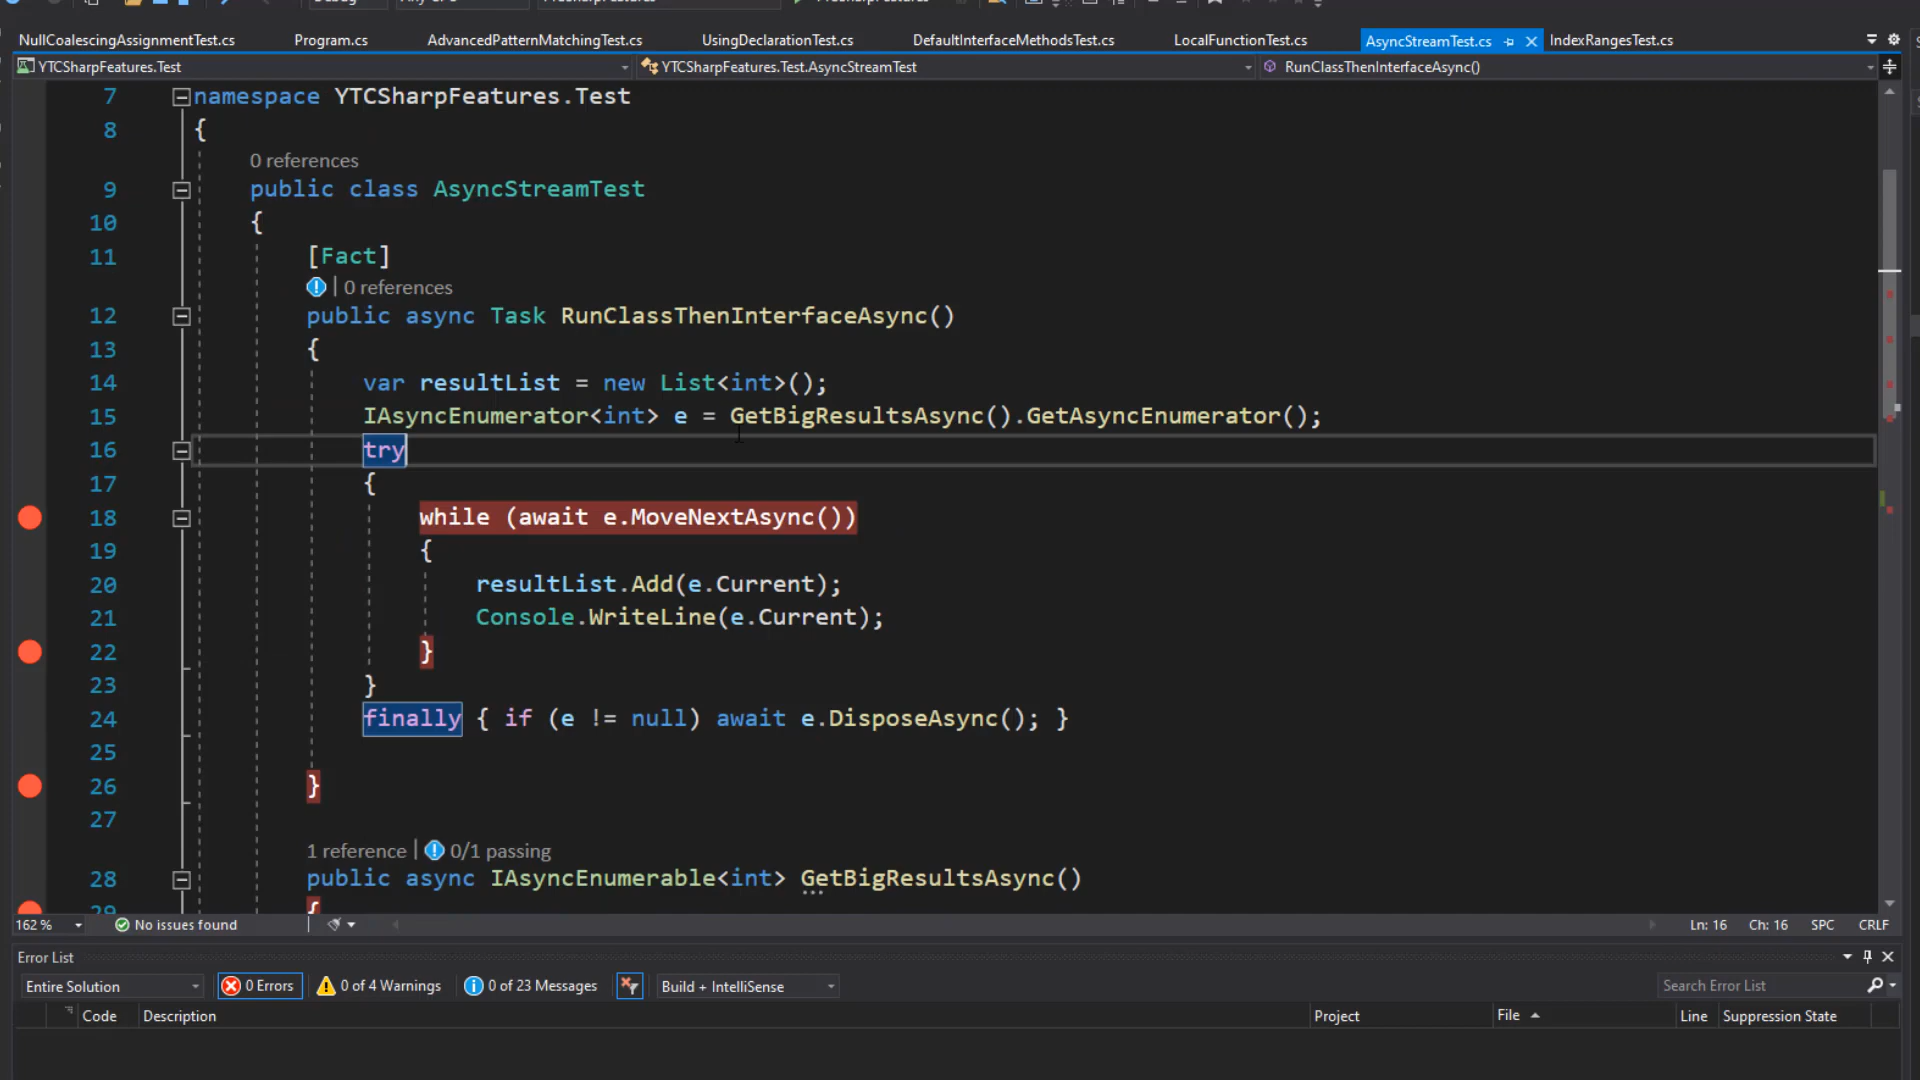 NullCoalescingAssignmentTest.cs Program.cs AdvancedPatternMatchingTest.cs UsingDeclarationTest.cs DefaultInterfaceMethodsTest.cs LocalFunctionTest.cs AsyncStreamTest.cs IndexRangesTest.cs
YTCSharpFeatures.Test YTCSharpFeatures.Test.AsyncStreamTest RunClassThenInterfaceAsync()
7 namespace YTCSharpFeatures.Test
8 {
0 references
9 public class AsyncStreamTest
10 {
11 [Fact]
0 references
12 public async Task RunClassThenInterfaceAsync()
13 {
14 var resultList = new List<int>();
15 IAsyncEnumerator<int> e = GetBigResultsAsync().GetAsyncEnumerator();
16 try
17 {
18 while (await e.MoveNextAsync())
19 {
20 resultList.Add(e.Current);
21 Console.WriteLine(e.Current);
22 }
23 }
24 finally { if (e != null) await e.DisposeAsync(); }
25
26 }
27
1 reference 0/1 passing
28 public async IAsyncEnumerable<int> GetBigResultsAsync()
29 {
162 % No issues found Ln: 16 Ch: 16 SPC CRLF
Error List
Entire Solution 0 Errors 0 of 4 Warnings 0 of 23 Messages Build + IntelliSense Search Error List
Code Description Project File Line Suppression State